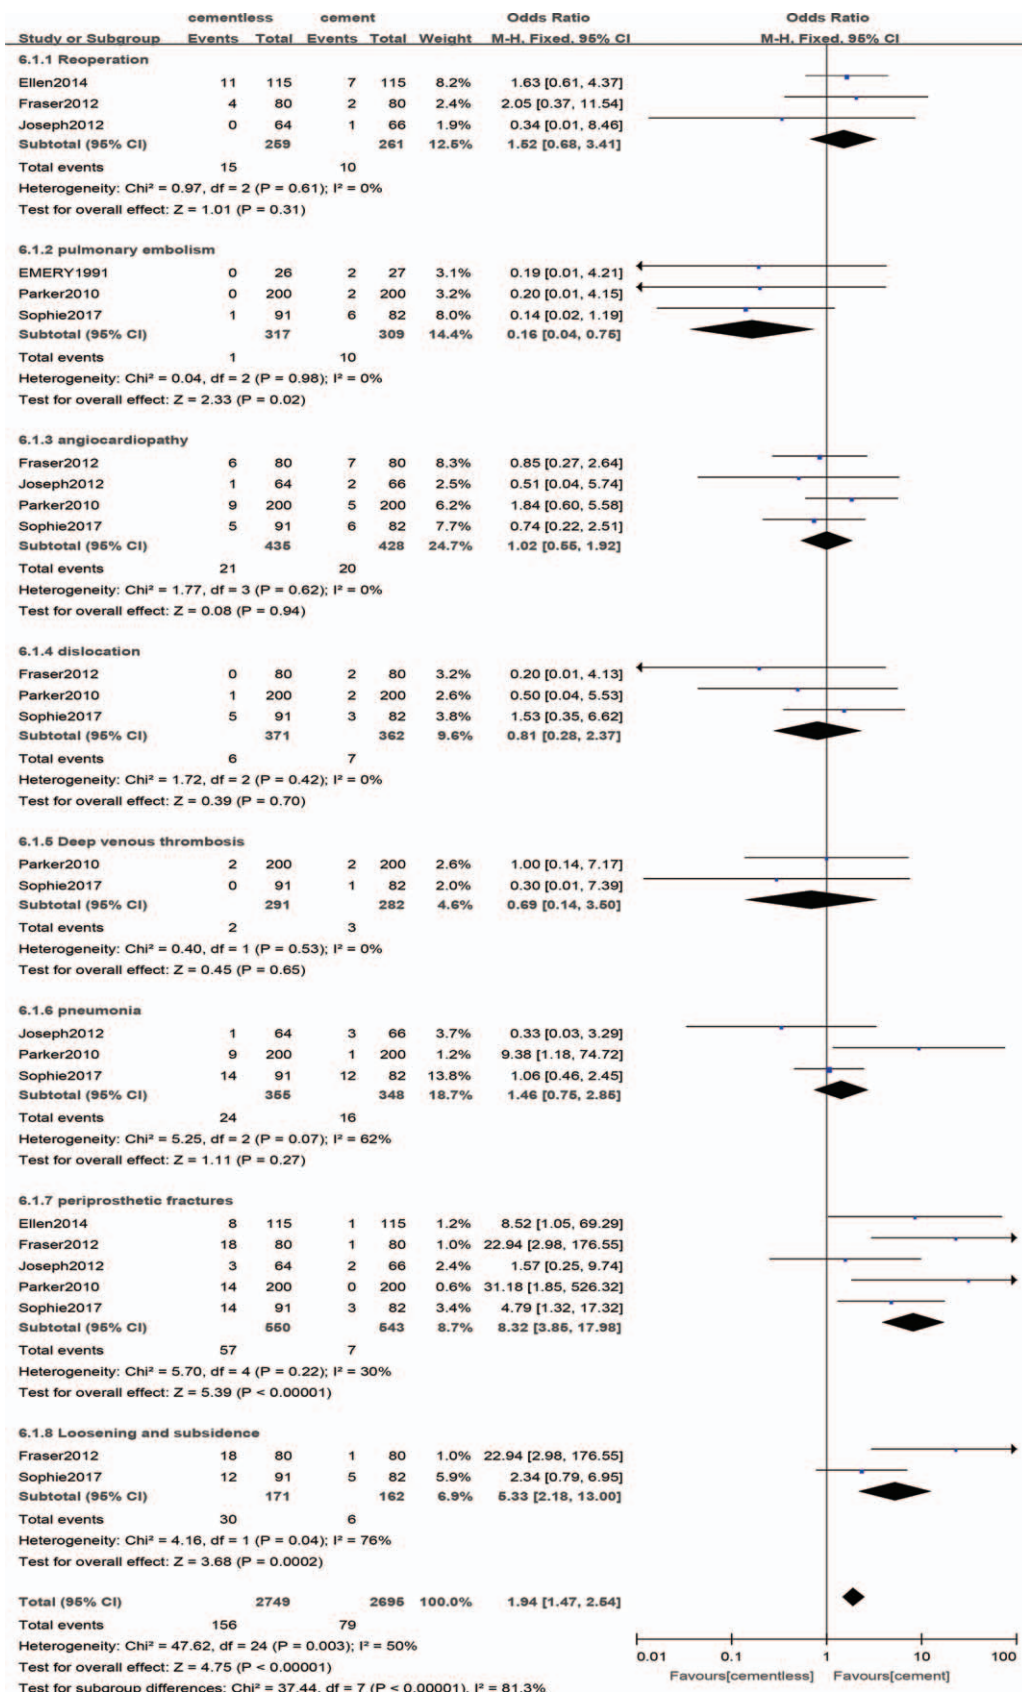 cementless cement Odds Ratio Odds Ratio
Study or Subgroup Events Total Events Total Weight M-H, Fixed, 95% CI M-H, Fixed, 95% CI
6.1.1 Reoperation
Ellen2014 11 115 7 115 8.2% 1.63 [0.61, 4.37]
Fraser2012 4 80 2 80 2.4% 2.05 [0.37, 11.54]
Joseph2012 0 64 1 66 1.9% 0.34 [0.01, 8.46]
Subtotal (95% CI) 259 261 12.5% 1.52 [0.68, 3.41]
Total events 15 10
Heterogeneity: Chi² = 0.97, df = 2 (P = 0.61); I² = 0%
Test for overall effect: Z = 1.01 (P = 0.31)
6.1.2 pulmonary embolism
EMERY1991 0 26 2 27 3.1% 0.19 [0.01, 4.21]
Parker2010 0 200 2 200 3.2% 0.20 [0.01, 4.15]
Sophie2017 1 91 6 82 8.0% 0.14 [0.02, 1.19]
Subtotal (95% CI) 317 309 14.4% 0.16 [0.04, 0.75]
Total events 1 10
Heterogeneity: Chi² = 0.04, df = 2 (P = 0.98); I² = 0%
Test for overall effect: Z = 2.33 (P = 0.02)
6.1.3 angiocardiopathy
Fraser2012 6 80 7 80 8.3% 0.85 [0.27, 2.64]
Joseph2012 1 64 2 66 2.5% 0.51 [0.04, 5.74]
Parker2010 9 200 5 200 6.2% 1.84 [0.60, 5.58]
Sophie2017 5 91 6 82 7.7% 0.74 [0.22, 2.51]
Subtotal (95% CI) 435 428 24.7% 1.02 [0.55, 1.92]
Total events 21 20
Heterogeneity: Chi² = 1.77, df = 3 (P = 0.62); I² = 0%
Test for overall effect: Z = 0.08 (P = 0.94)
6.1.4 dislocation
Fraser2012 0 80 2 80 3.2% 0.20 [0.01, 4.13]
Parker2010 1 200 2 200 2.6% 0.50 [0.04, 5.53]
Sophie2017 5 91 3 82 3.8% 1.53 [0.35, 6.62]
Subtotal (95% CI) 371 362 9.6% 0.81 [0.28, 2.37]
Total events 6 7
Heterogeneity: Chi² = 1.72, df = 2 (P = 0.42); I² = 0%
Test for overall effect: Z = 0.39 (P = 0.70)
6.1.5 Deep venous thrombosis
Parker2010 2 200 2 200 2.6% 1.00 [0.14, 7.17]
Sophie2017 0 91 1 82 2.0% 0.30 [0.01, 7.39]
Subtotal (95% CI) 291 282 4.6% 0.69 [0.14, 3.50]
Total events 2 3
Heterogeneity: Chi² = 0.40, df = 1 (P = 0.53); I² = 0%
Test for overall effect: Z = 0.45 (P = 0.65)
6.1.6 pneumonia
Joseph2012 1 64 3 66 3.7% 0.33 [0.03, 3.29]
Parker2010 9 200 1 200 1.2% 9.38 [1.18, 74.72]
Sophie2017 14 91 12 82 13.8% 1.06 [0.46, 2.45]
Subtotal (95% CI) 355 348 18.7% 1.46 [0.75, 2.85]
Total events 24 16
Heterogeneity: Chi² = 5.25, df = 2 (P = 0.07); I² = 62%
Test for overall effect: Z = 1.11 (P = 0.27)
6.1.7 periprosthetic fractures
Ellen2014 8 115 1 115 1.2% 8.52 [1.05, 69.29]
Fraser2012 18 80 1 80 1.0% 22.94 [2.98, 176.55]
Joseph2012 3 64 2 66 2.4% 1.57 [0.25, 9.74]
Parker2010 14 200 0 200 0.6% 31.18 [1.85, 526.32]
Sophie2017 14 91 3 82 3.4% 4.79 [1.32, 17.32]
Subtotal (95% CI) 550 543 8.7% 8.32 [3.85, 17.98]
Total events 57 7
Heterogeneity: Chi² = 5.70, df = 4 (P = 0.22); I² = 30%
Test for overall effect: Z = 5.39 (P < 0.00001)
6.1.8 Loosening and subsidence
Fraser2012 18 80 1 80 1.0% 22.94 [2.98, 176.55]
Sophie2017 12 91 5 82 5.9% 2.34 [0.79, 6.95]
Subtotal (95% CI) 171 162 6.9% 5.33 [2.18, 13.00]
Total events 30 6
Heterogeneity: Chi² = 4.16, df = 1 (P = 0.04); I² = 76%
Test for overall effect: Z = 3.68 (P = 0.0002)
Total (95% CI) 2749 2695 100.0% 1.94 [1.47, 2.54]
Total events 156 79
Heterogeneity: Chi² = 47.62, df = 24 (P = 0.003); I² = 50%
Test for overall effect: Z = 4.75 (P < 0.00001)
Test for subgroup differences: Chi² = 37.44, df = 7 (P < 0.00001), I² = 81.3%
0.01 0.1 1 10 100
Favours[cementless] Favours[cement]